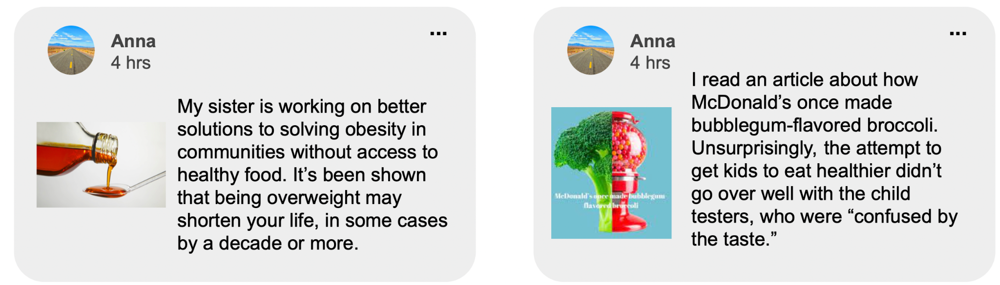 Anna
4 hrs
...
My sister is working on better
solutions to solving obesity in
communities without access to
healthy food. It’s been shown
that being overweight may
shorten your life, in some cases
by a decade or more.
Anna
4 hrs
...
I read an article about how
McDonald’s once made
bubblegum-flavored broccoli.
Unsurprisingly, the attempt to
get kids to eat healthier didn’t
go over well with the child
testers, who were “confused by
the taste.”
McDonald's once made bubblegum
flavored broccoli